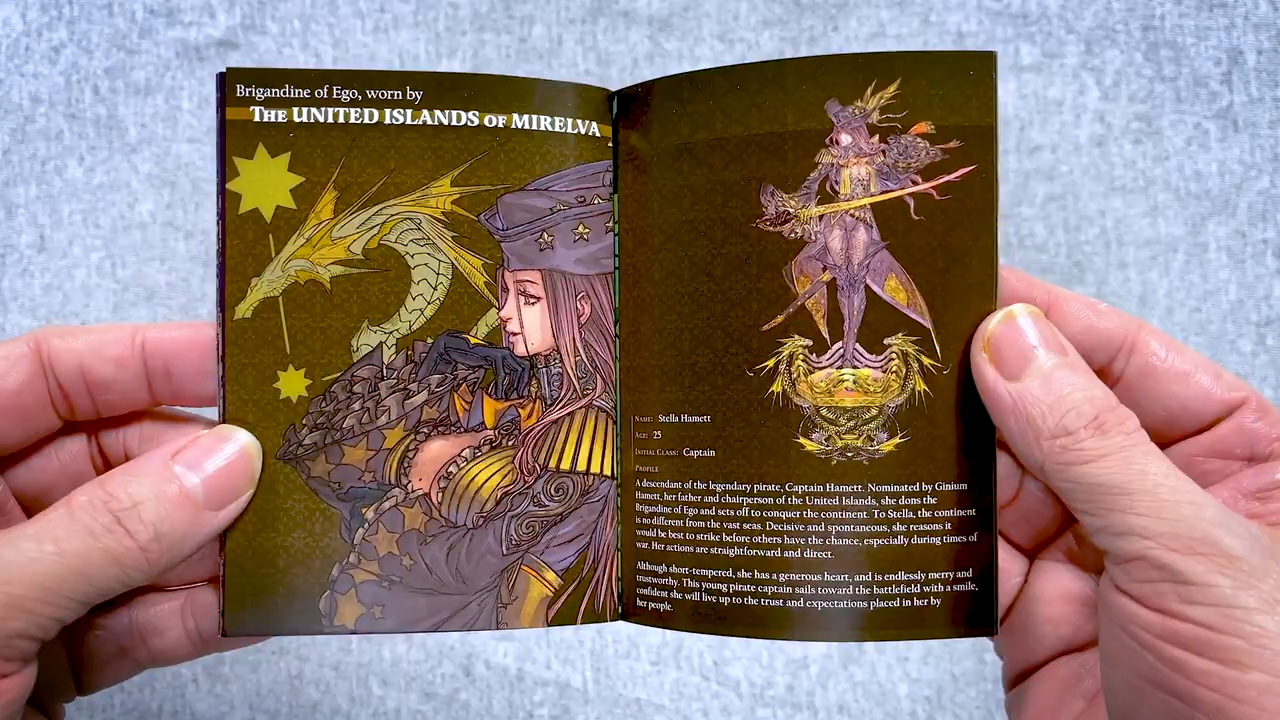 Brigandine of Ego, worn by
The UNITED ISLANDS of MIRELVA
Name: Stella Hamett
Age: 25
Initial Class: Captain
Profile
A descendant of the legendary pirate, Captain Hamett. Nominated by Ginium
Hamett, her father and chairperson of the United Islands, she dons the
Brigandine of Ego and sets off to conquer the continent. To Stella, the continent
is no different from the vast seas. Decisive and spontaneous, she reasons it
would be best to strike before others have the chance, especially during times of
war. Her actions are straightforward and direct.
Although short-tempered, she has a generous heart, and is endlessly merry and
trustworthy. This young pirate captain sails toward the battlefield with a smile,
confident she will live up to the trust and expectations placed in her by
her people.